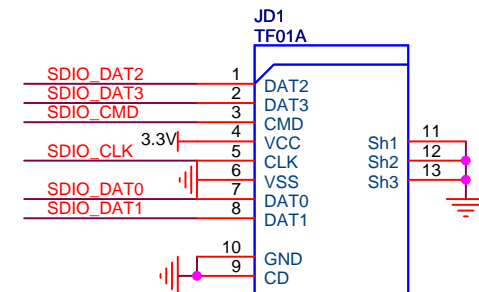 JD1
TF01A
SDIO_DAT2 1 DAT2
SDIO_DAT3 2 DAT3
SDIO_CMD 3 CMD
3.3V 4 VCC Sh1 11
SDIO_CLK 5 CLK Sh2 12
6 VSS Sh3 13
SDIO_DAT0 7 DAT0
SDIO_DAT1 8 DAT1
10 GND
9 CD